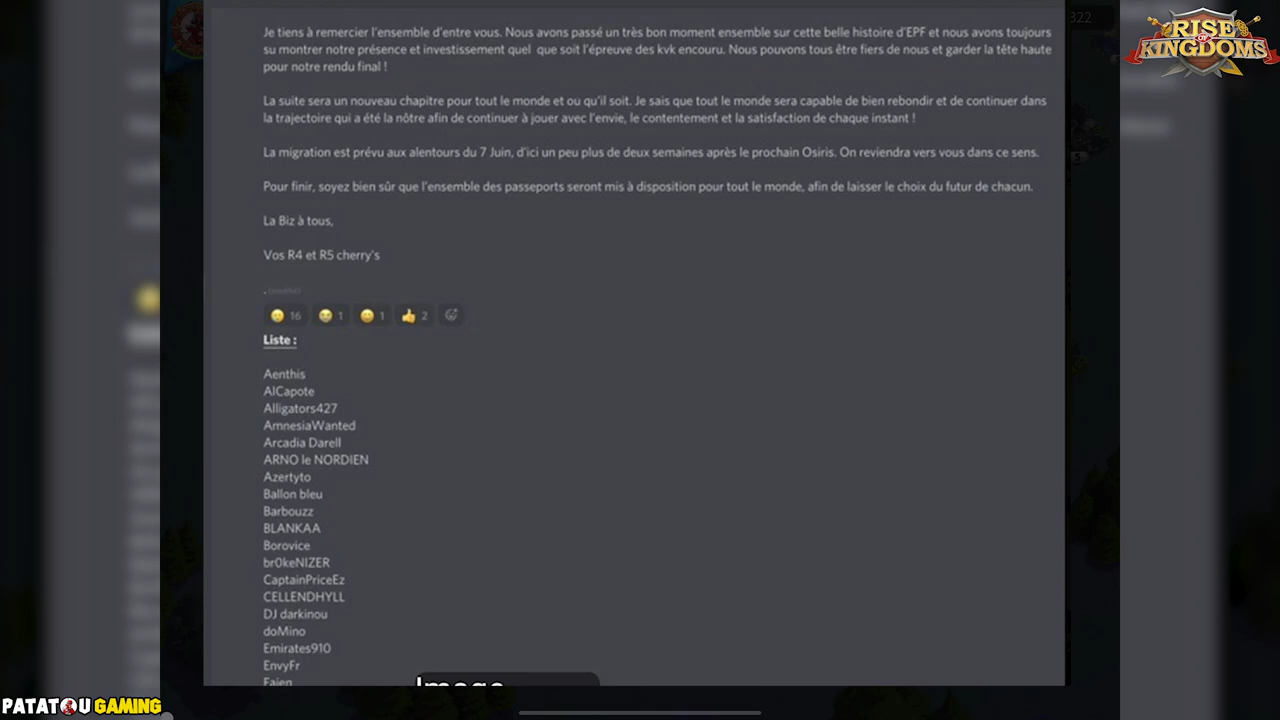 322
RISE
OF
KINGDOMS
Je tiens à remercier l'ensemble d'entre vous. Nous avons passé un très bon moment ensemble sur cette belle histoire d'EPF et nous avons toujours
su montrer notre présence et investissement quel que soit l'épreuve des kvk encouru. Nous pouvons tous être fiers de nous et garder la tête haute
pour notre rendu final !
La suite sera un nouveau chapitre pour tout le monde et ou qu'il soit. Je sais que tout le monde sera capable de bien rebondir et de continuer dans
la trajectoire qui a été la nôtre afin de continuer à jouer avec l'envie, le contentement et la satisfaction de chaque instant !
La migration est prévu aux alentours du 7 Juin, d'ici un peu plus de deux semaines après le prochain Osiris. On reviendra vers vous dans ce sens.
Pour finir, soyez bien sûr que l'ensemble des passeports seront mis à disposition pour tout le monde, afin de laisser le choix du futur de chacun.
La Biz à tous,
Vos R4 et R5 cherry's
16 1 1 2
Liste :
Aenthis
AlCapote
Alligators427
AmnesiaWanted
Arcadia Darell
ARNO le NORDIEN
Azertyto
Ballon bleu
Barbouzz
BLANKAA
Borovice
br0keNIZER
CaptainPriceEz
CELLENDHYLL
DJ darkinou
doMino
Emirates910
EnvyFr
Faien
Image
PATATOU GAMING